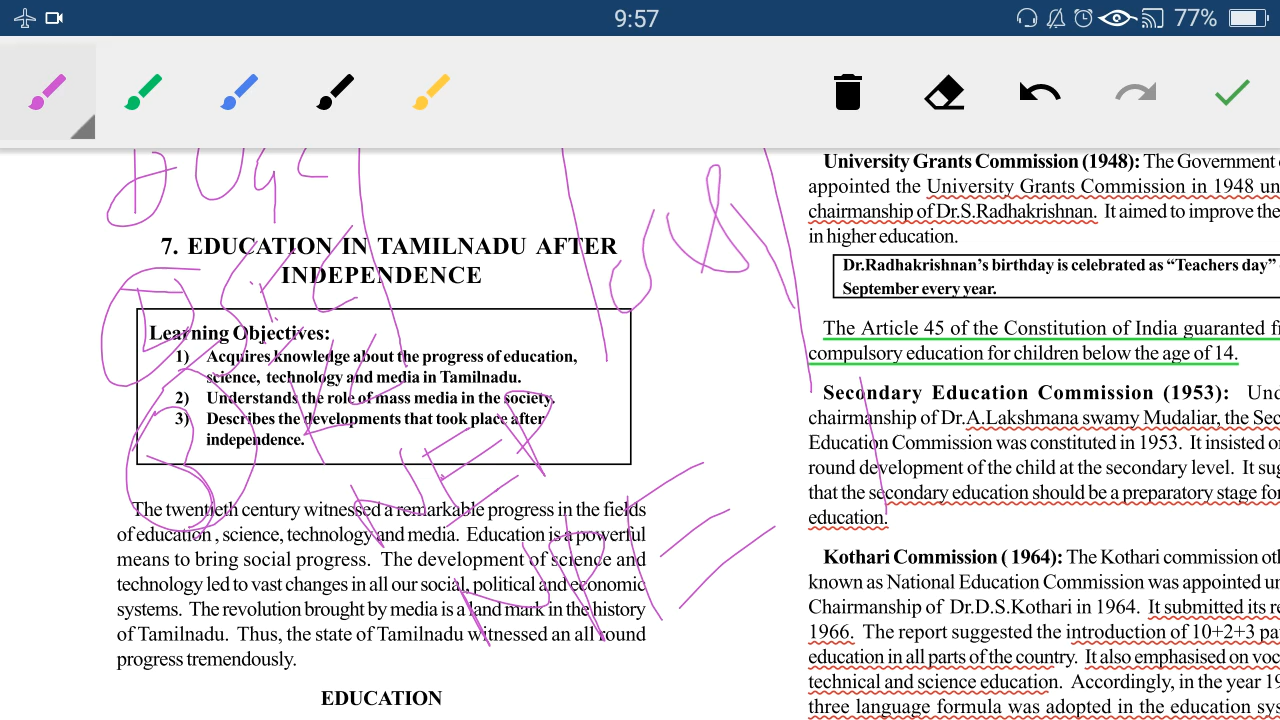 9:57
77%
UGC
7. EDUCATION IN TAMILNADU AFTER
INDEPENDENCE
Learning Objectives:
1) Acquires knowledge about the progress of education,
science, technology and media in Tamilnadu.
2) Understands the role of mass media in the society.
3) Describes the developments that took place after
independence.
The twentieth century witnessed a remarkable progress in the fields
of education , science, technology and media. Education is a powerful
means to bring social progress. The development of science and
technology led to vast changes in all our social, political and economic
systems. The revolution brought by media is a land mark in the history
of Tamilnadu. Thus, the state of Tamilnadu witnessed an all round
progress tremendously.
EDUCATION
NEP
NPE
University Grants Commission (1948): The Government
appointed the University Grants Commission in 1948 un
chairmanship of Dr.S.Radhakrishnan. It aimed to improve the
in higher education.
Dr.Radhakrishnan's birthday is celebrated as “Teachers day”
September every year.
The Article 45 of the Constitution of India guaranted f
compulsory education for children below the age of 14.
Secondary Education Commission (1953): Und
chairmanship of Dr.A.Lakshmana swamy Mudaliar, the Sec
Education Commission was constituted in 1953. It insisted o
round development of the child at the secondary level. It sug
that the secondary education should be a preparatory stage fo
education.
Kothari Commission ( 1964): The Kothari commission oth
known as National Education Commission was appointed un
Chairmanship of Dr.D.S.Kothari in 1964. It submitted its re
1966. The report suggested the introduction of 10+2+3 pa
education in all parts of the country. It also emphasised on voc
technical and science education. Accordingly, in the year 19
three language formula was adopted in the education sys